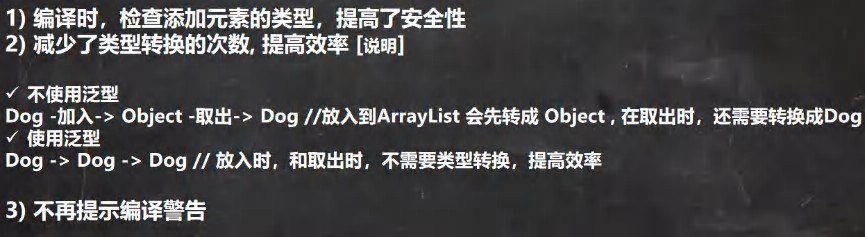 1) 编译时，检查添加元素的类型，提高了安全性
2) 减少了类型转换的次数, 提高效率 [说明]
✓ 不使用泛型
Dog -加入-> Object -取出-> Dog //放入到ArrayList 会先转成 Object , 在取出时，还需要转换成Dog
✓ 使用泛型
Dog -> Dog -> Dog // 放入时，和取出时，不需要类型转换，提高效率
3) 不再提示编译警告